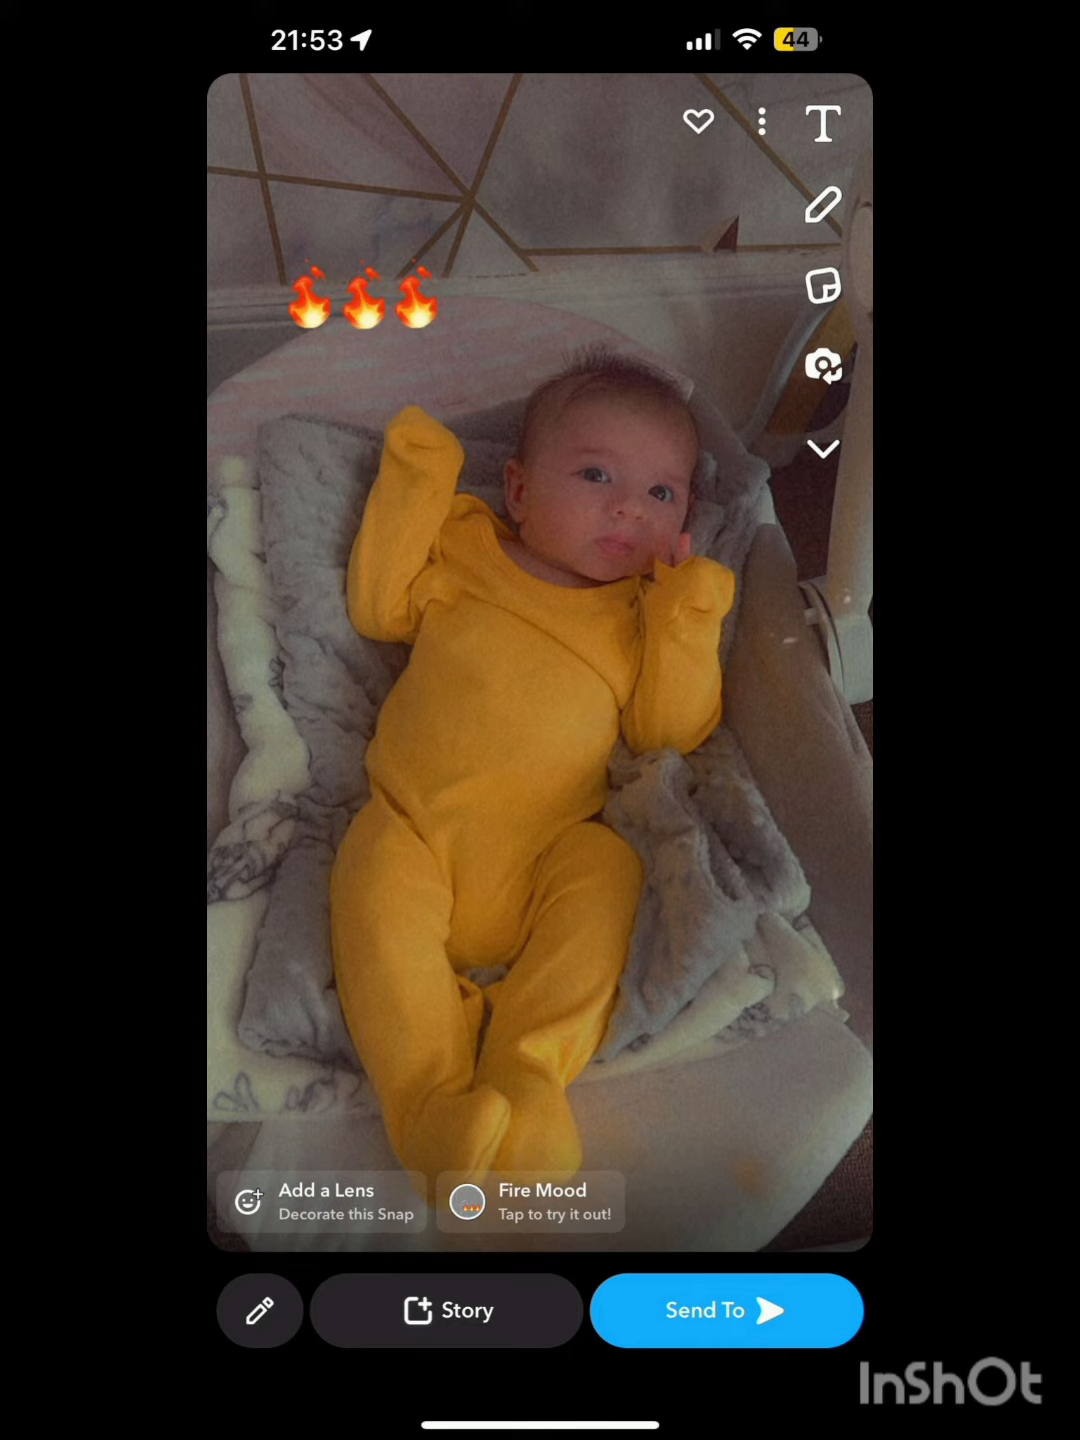 21:53
44
Add a Lens
Decorate this Snap
Fire Mood
Tap to try it out!
Story
Send To
InShOt